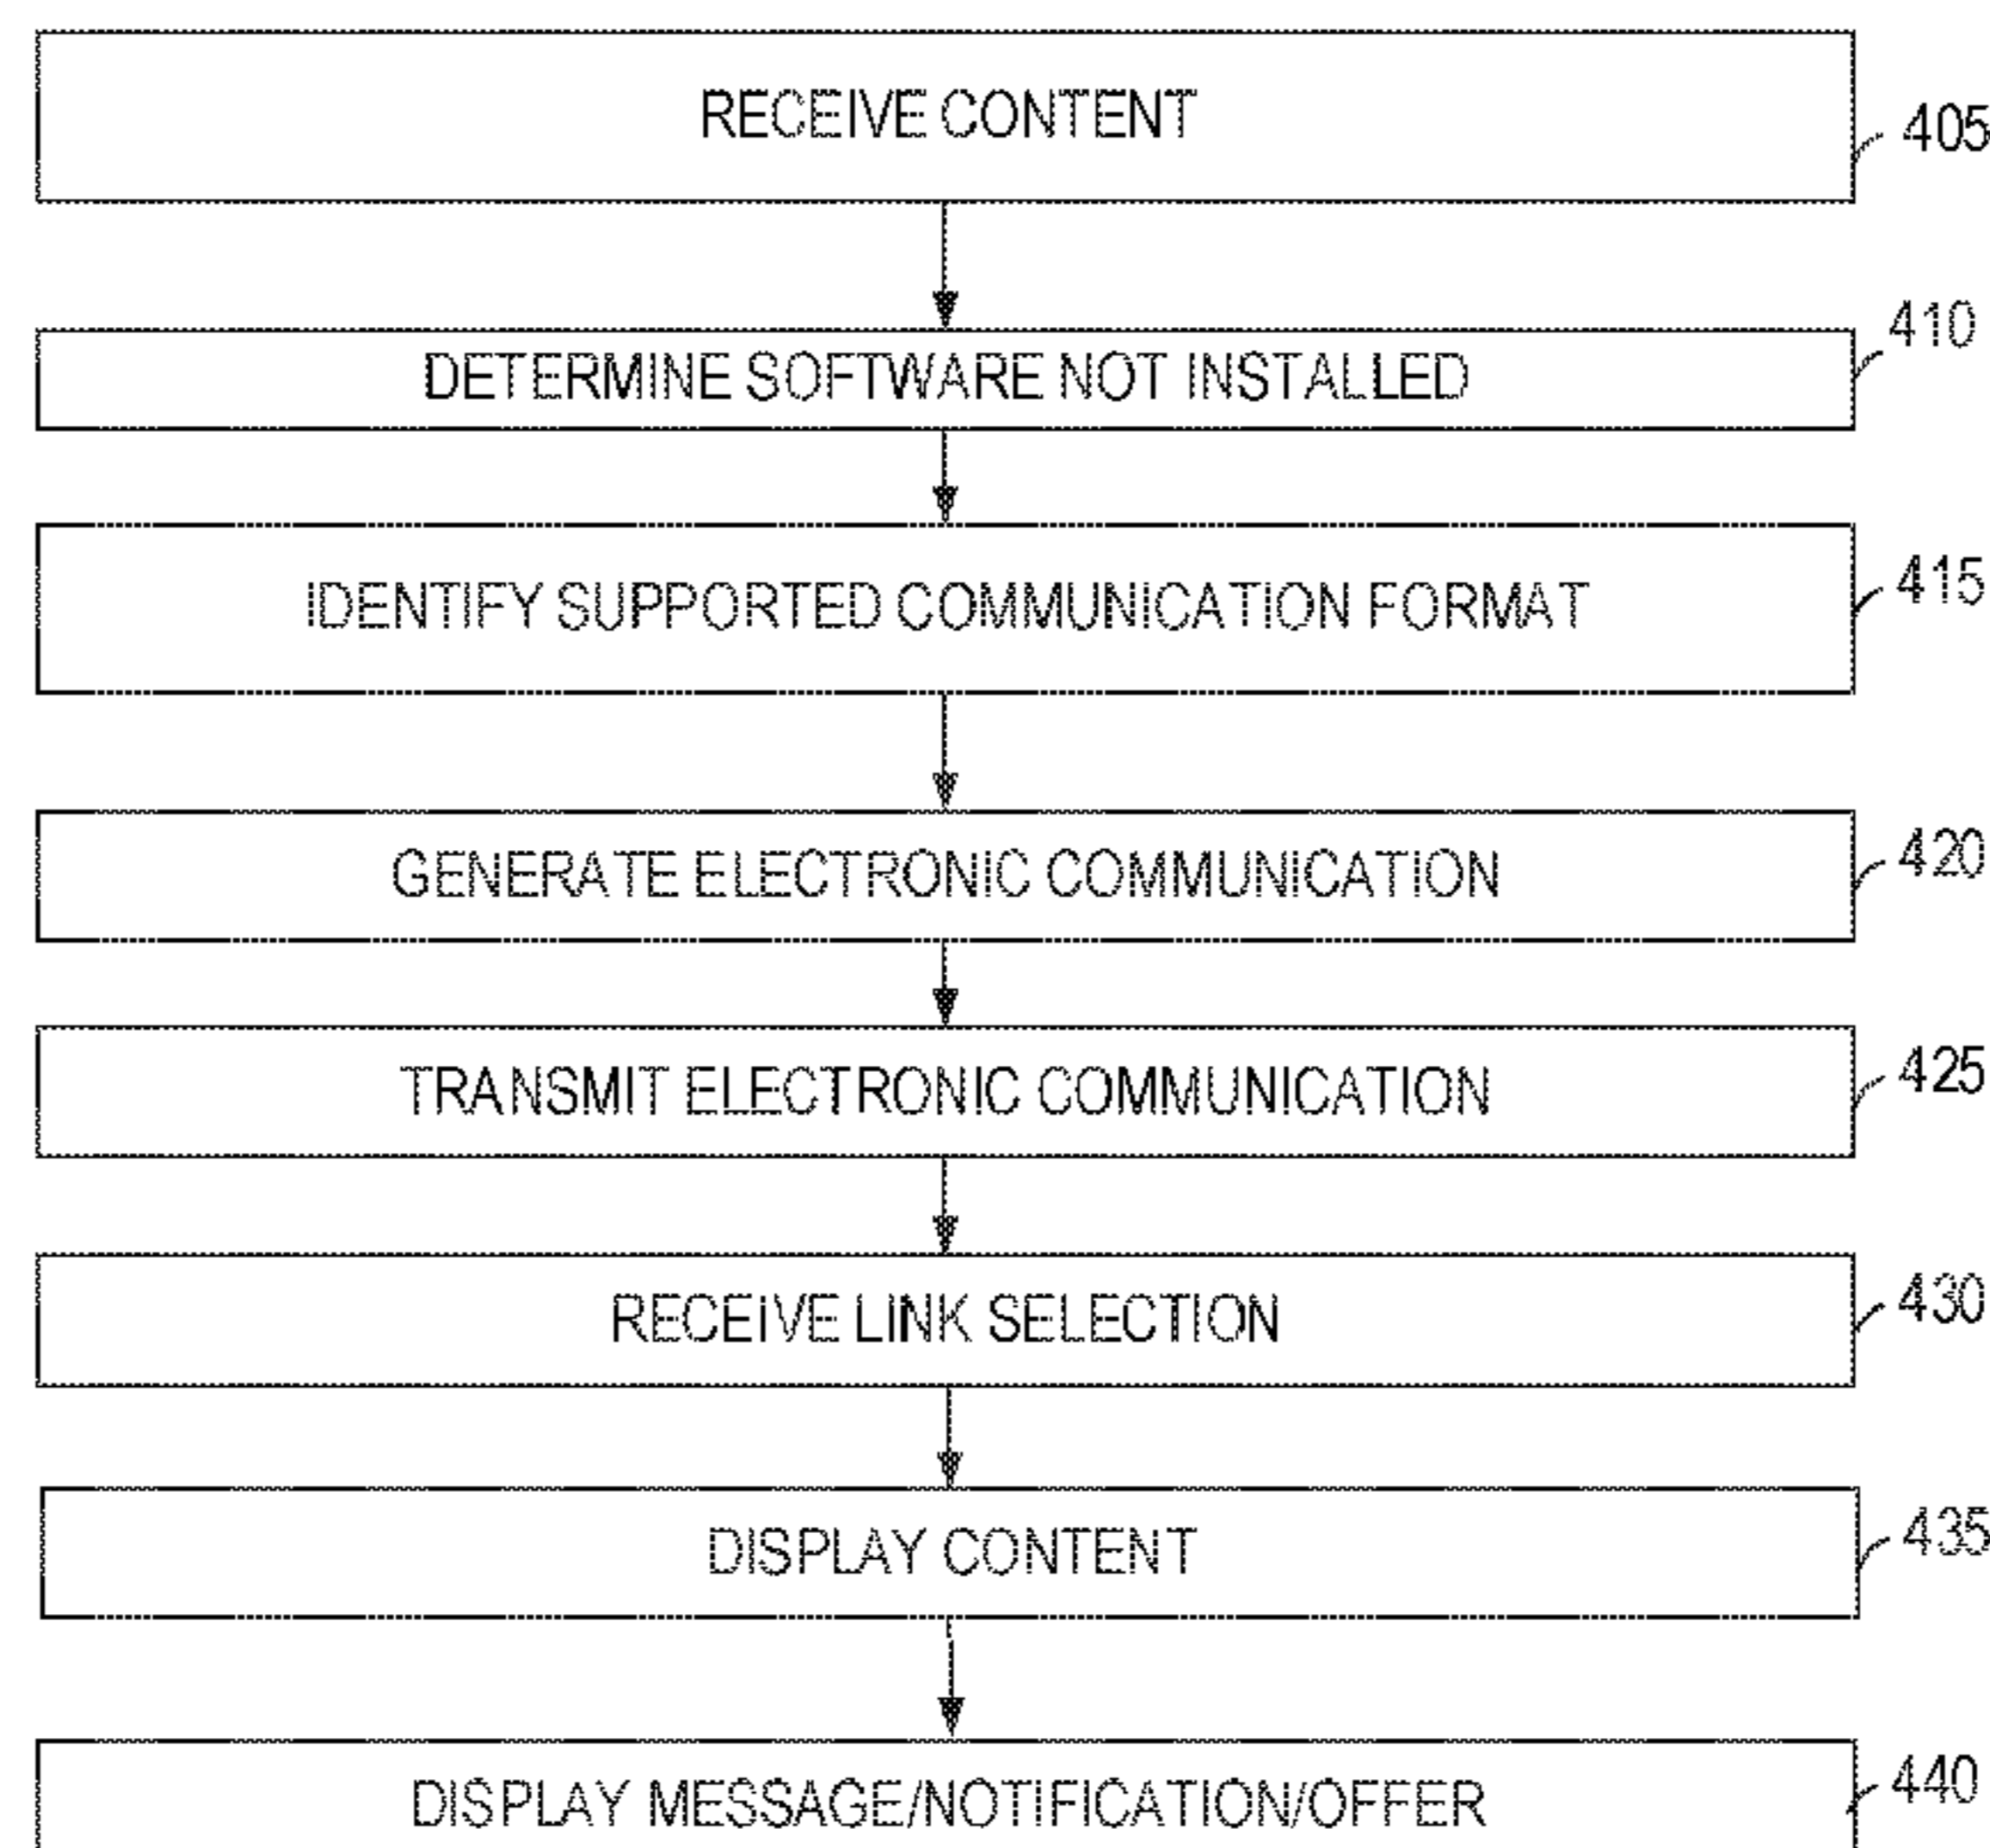 RECEIVE CONTENT
405
DETERMINE SOFTWARE NOT INSTALLED
410
IDENTIFY SUPPORTED COMMUNICATION FORMAT
415
GENERATE ELECTRONIC COMMUNICATION
420
TRANSMIT ELECTRONIC COMMUNICATION
425
RECEIVE LINK SELECTION
430
DISPLAY CONTENT
435
DISPLAY MESSAGE/NOTIFICATION/OFFER
440